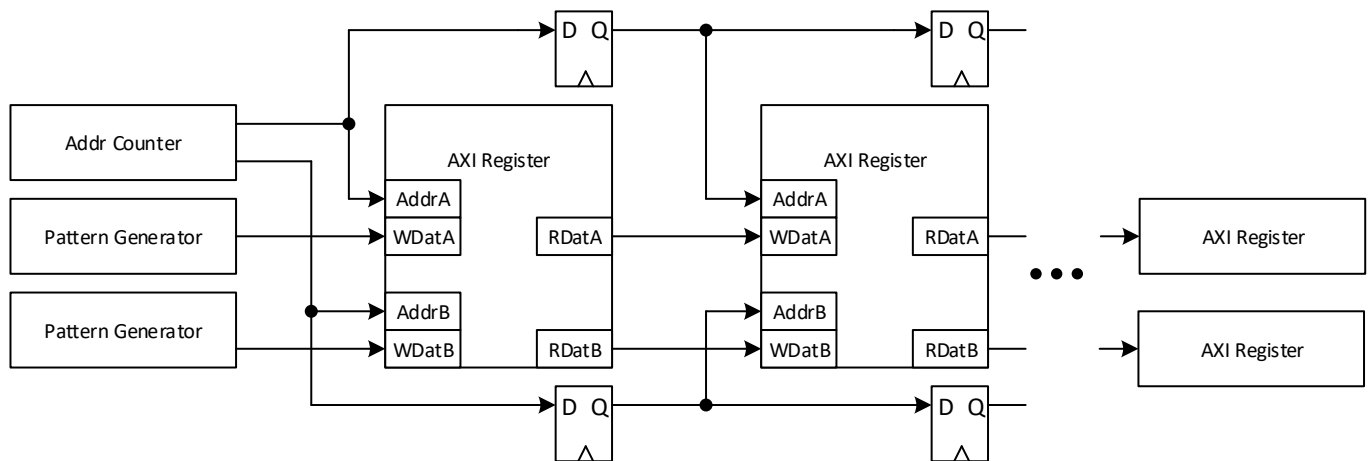 D Q
D Q
Addr Counter
AXI Register
AXI Register
AddrA
AddrA
Pattern Generator
WDatA
RDatA
WDatA
RDatA
AXI Register
Pattern Generator
AddrB
AddrB
WDatB
RDatB
WDatB
RDatB
AXI Register
D Q
D Q